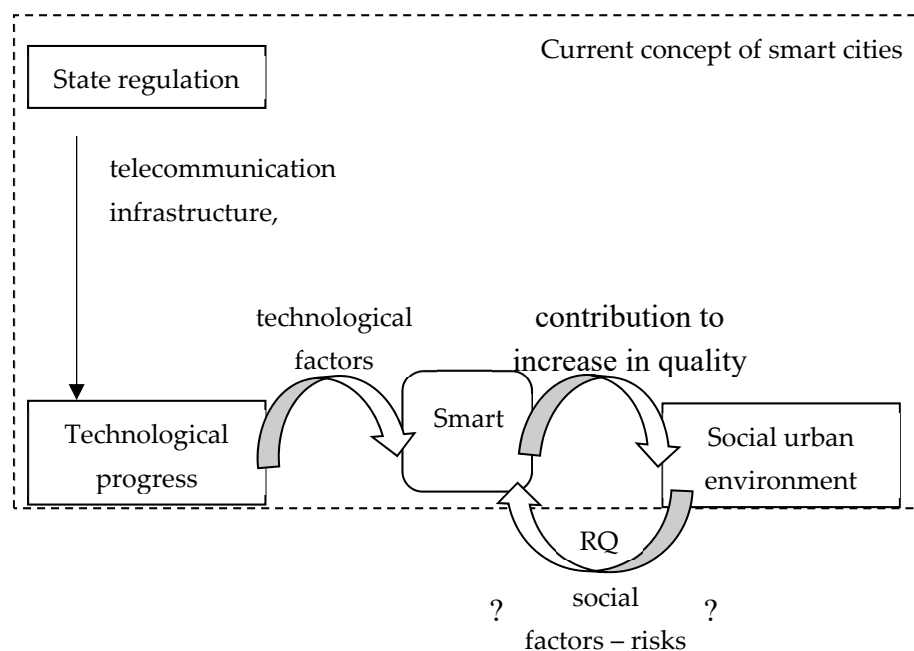 Current concept of smart cities
State regulation
telecommunication
infrastructure,
technological
factors
contribution to
increase in quality
Technological
progress
Smart
Social urban
environment
RQ
? social ?
factors – risks